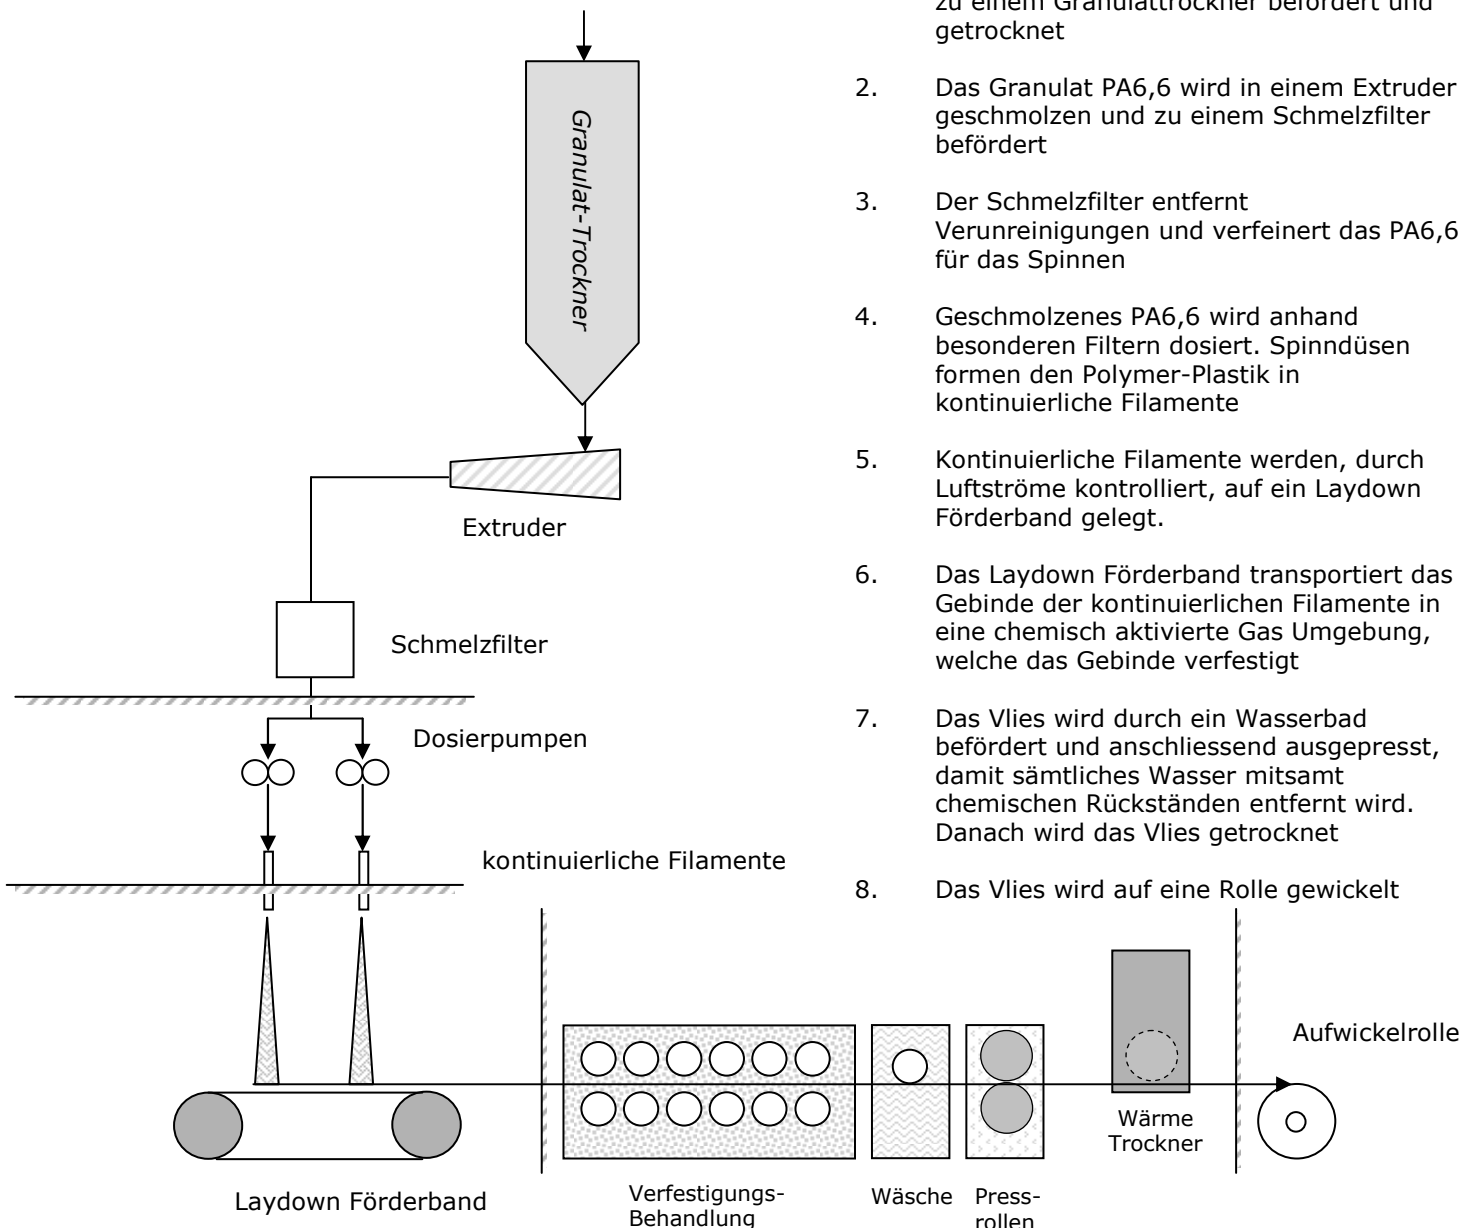 zu einem Granulattrockner befördert und
getrocknet
2. Das Granulat PA6,6 wird in einem Extruder
geschmolzen und zu einem Schmelzfilter
befördert
3. Der Schmelzfilter entfernt
Verunreinigungen und verfeinert das PA6,6
für das Spinnen
4. Geschmolzenes PA6,6 wird anhand
besonderen Filtern dosiert. Spinndüsen
formen den Polymer-Plastik in
kontinuierliche Filamente
5. Kontinuierliche Filamente werden, durch
Luftströme kontrolliert, auf ein Laydown
Förderband gelegt.
6. Das Laydown Förderband transportiert das
Gebinde der kontinuierlichen Filamente in
eine chemisch aktivierte Gas Umgebung,
welche das Gebinde verfestigt
7. Das Vlies wird durch ein Wasserbad
befördert und anschliessend ausgepresst,
damit sämtliches Wasser mitsamt
chemischen Rückständen entfernt wird.
Danach wird das Vlies getrocknet
8. Das Vlies wird auf eine Rolle gewickelt
Granulat-Trockner
Extruder
Schmelzfilter
Dosierpumpen
kontinuierliche Filamente
Aufwickelrolle
Wärme
Trockner
Laydown Förderband
Verfestigungs-
Behandlung
Wäsche
Press-
rollen